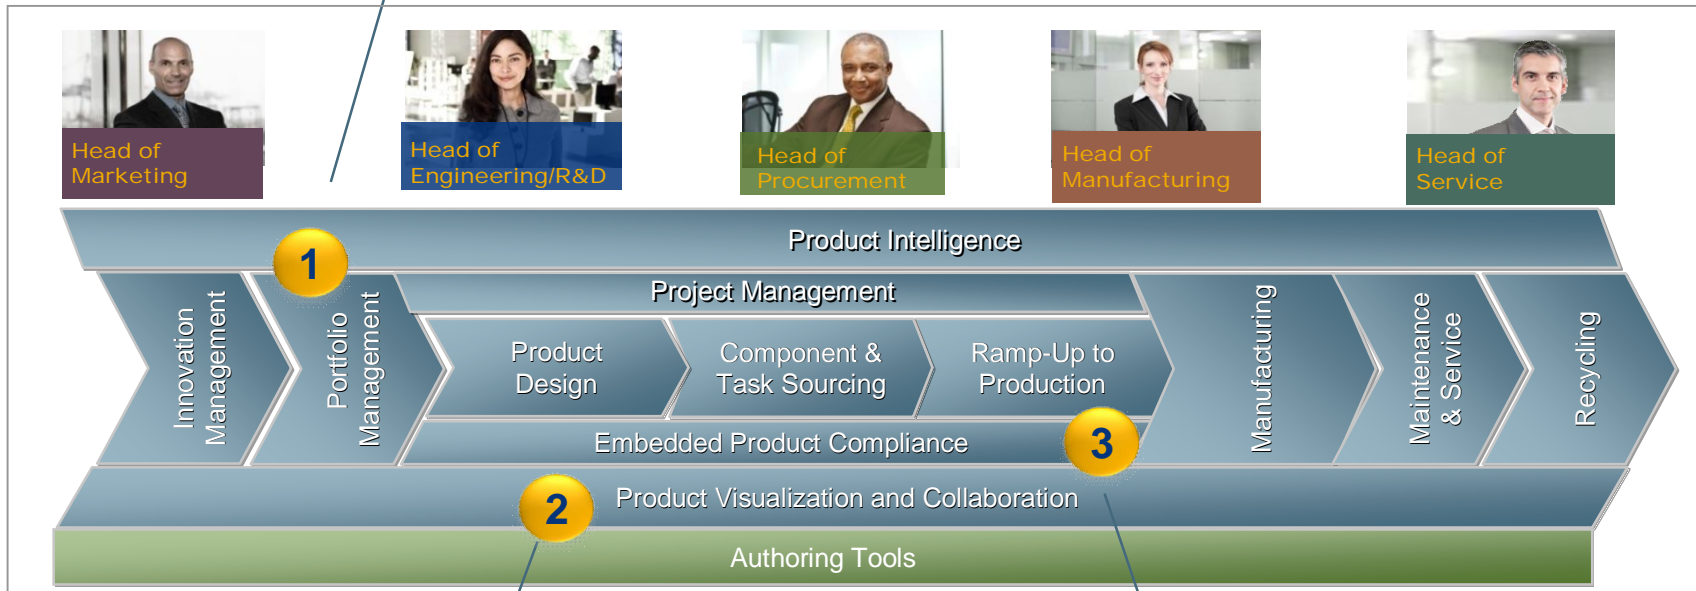 Head of
Marketing
Head of
Engineering/R&D
Head of
Procurement
Head of
Manufacturing
Head of
Service
Product Intelligence
1
Project Management
Innovation
Management
Portfolio
Management
Product
Design
Component &
Task Sourcing
Ramp-Up to
Production
Manufacturing
Maintenance
& Service
Recycling
Embedded Product Compliance
3
2
Product Visualization and Collaboration
Authoring Tools